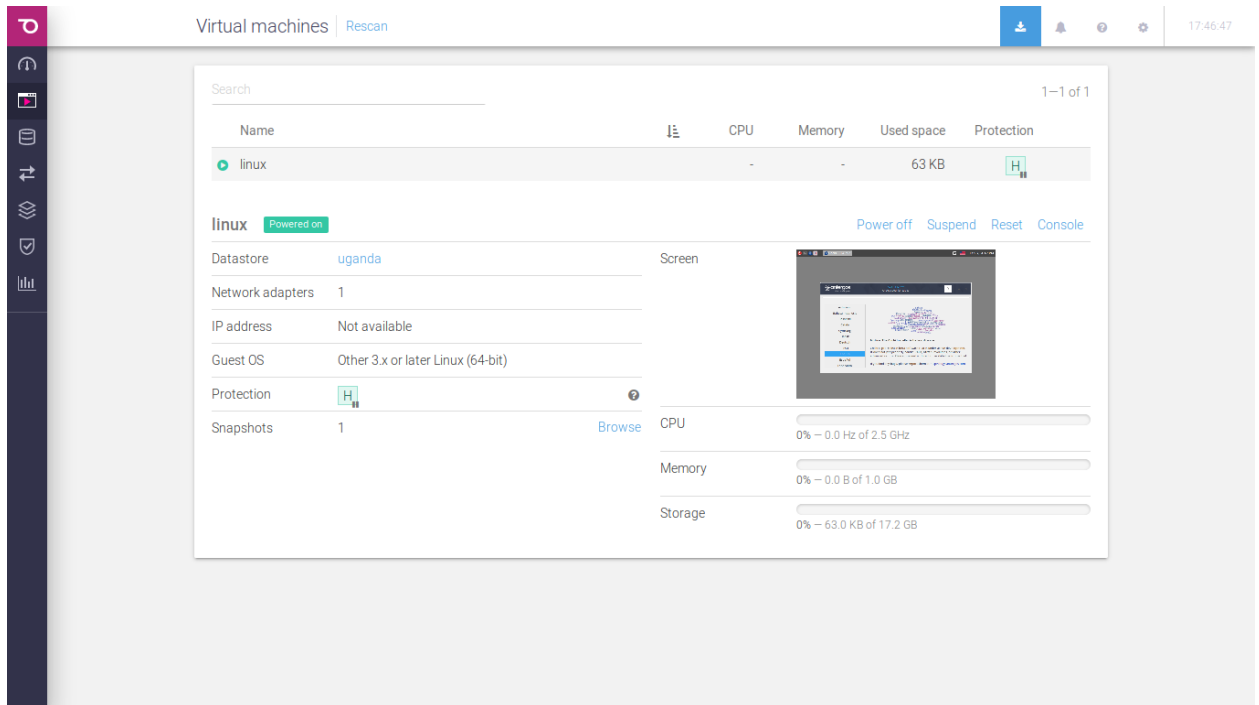 Virtual machines Rescan 17:46:47
Search
1—1 of 1
Name CPU Memory Used space Protection
linux - - 63 KB H
linux Powered on Power off Suspend Reset Console
Datastore uganda
Network adapters 1
IP address Not available
Guest OS Other 3.x or later Linux (64-bit)
Protection H
Snapshots 1 Browse
Screen
CPU
0% — 0.0 Hz of 2.5 GHz
Memory
0% — 0.0 B of 1.0 GB
Storage
0% — 63.0 KB of 17.2 GB